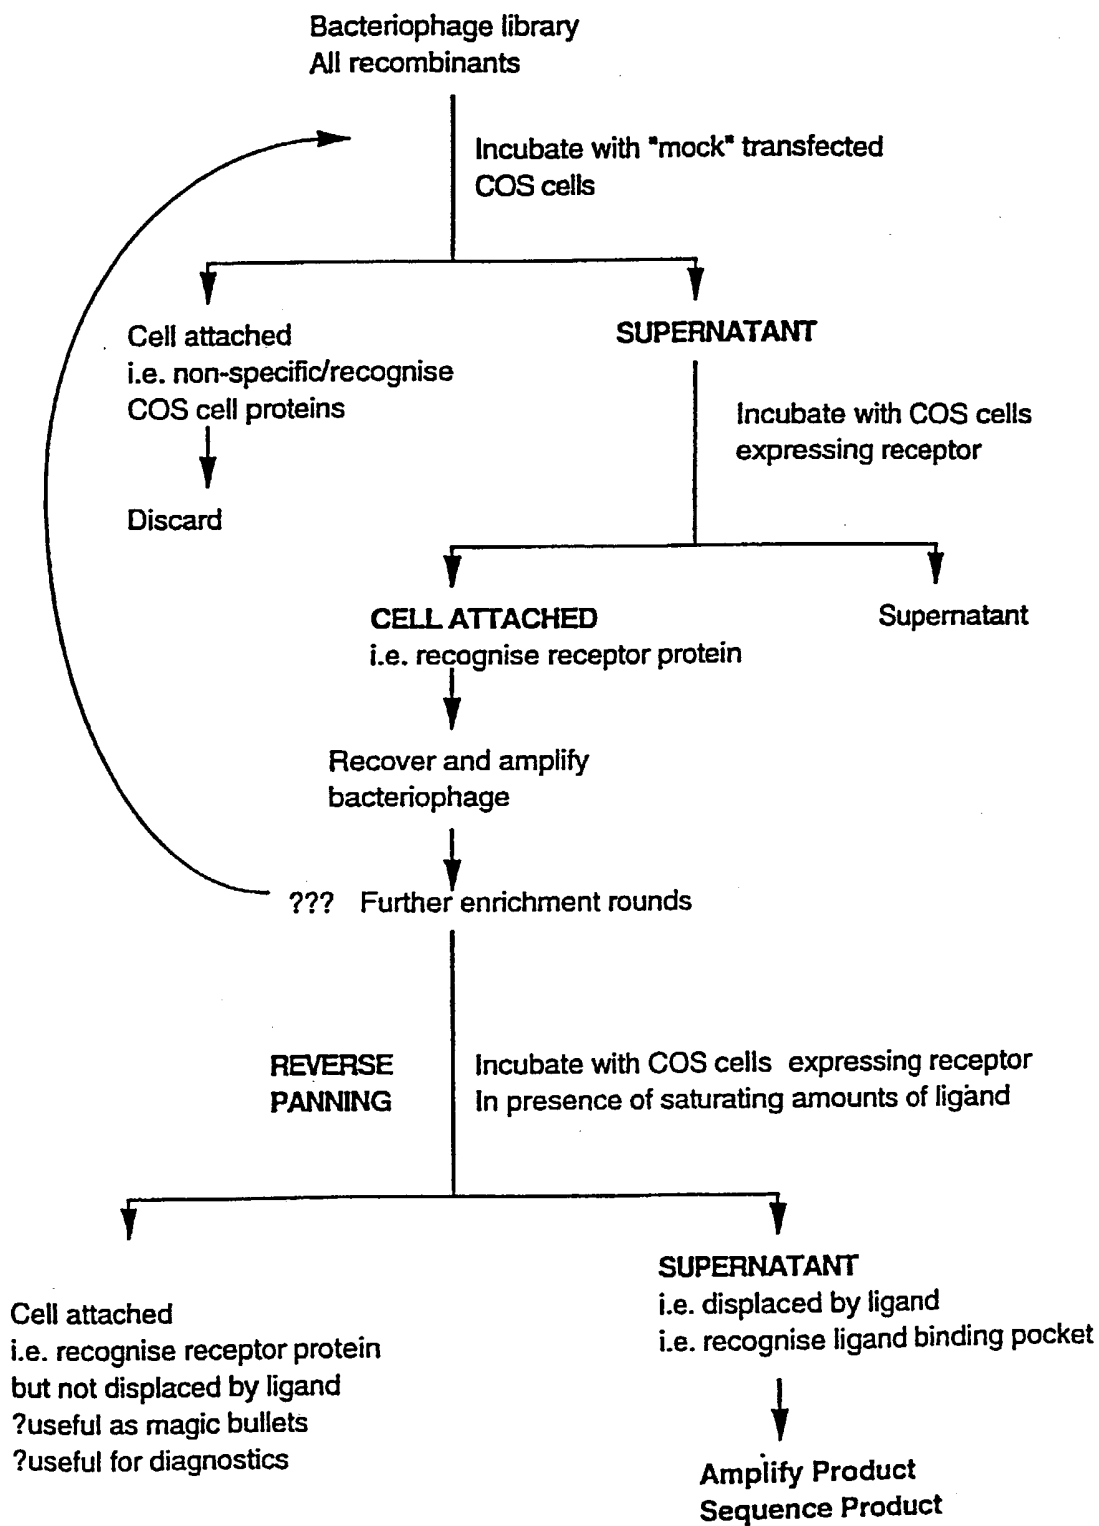 Bacteriophage library
All recombinants
Incubate with "mock" transfected
COS cells
Cell attached
i.e. non-specific/recognise
COS cell proteins
SUPERNATANT
Incubate with COS cells
expressing receptor
Discard
CELL ATTACHED
i.e. recognise receptor protein
Supernatant
Recover and amplify
bacteriophage
??? Further enrichment rounds
REVERSE
PANNING
Incubate with COS cells expressing receptor
In presence of saturating amounts of ligand
Cell attached
i.e. recognise receptor protein
but not displaced by ligand
?useful as magic bullets
?useful for diagnostics
SUPERNATANT
i.e. displaced by ligand
i.e. recognise ligand binding pocket
Amplify Product
Sequence Product